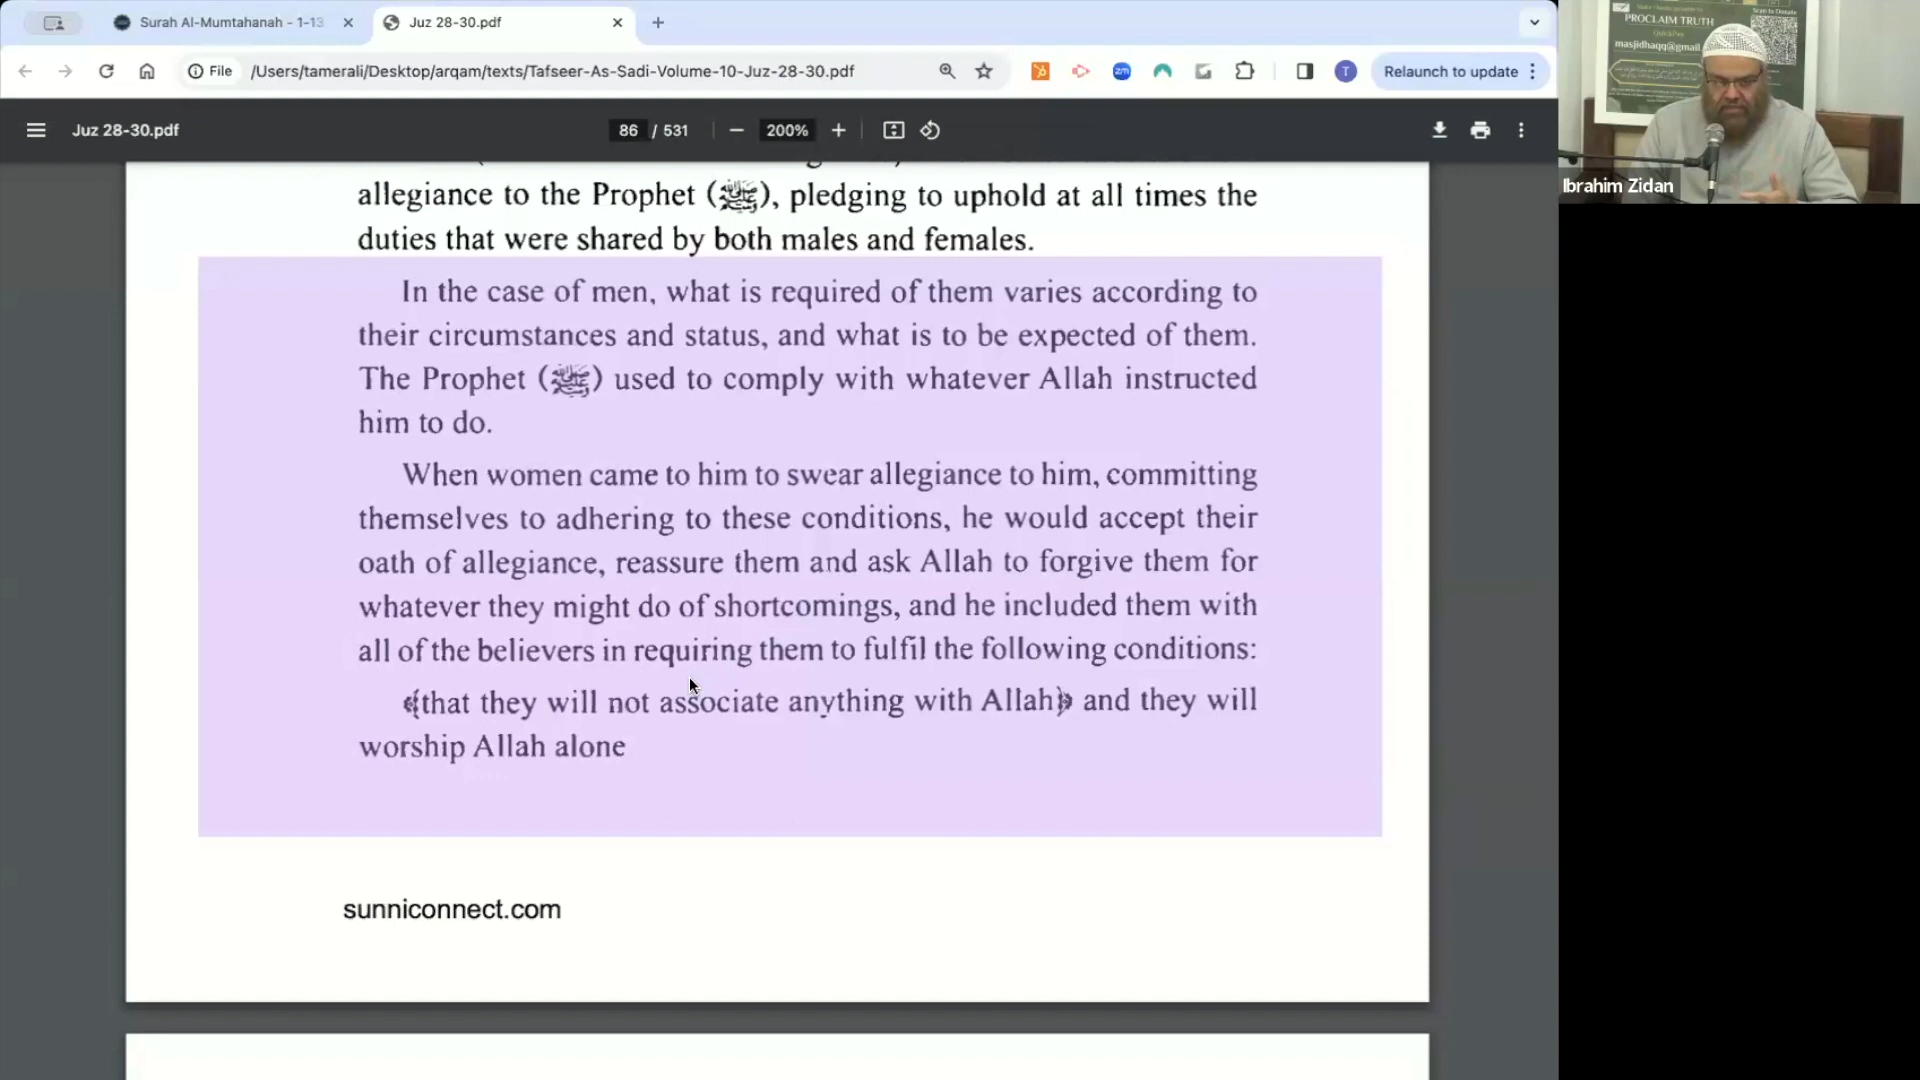 Surah Al-Mumtahanah - 1-13
Juz 28-30.pdf
File
/Users/tamerali/Desktop/arqam/texts/Tafseer-As-Sadi-Volume-10-Juz-28-30.pdf
zm
T
Relaunch to update
Juz 28-30.pdf
86 / 531
200%
allegiance to the Prophet (ﷺ), pledging to uphold at all times the
duties that were shared by both males and females.
In the case of men, what is required of them varies according to
their circumstances and status, and what is to be expected of them.
The Prophet (ﷺ) used to comply with whatever Allah instructed
him to do.
When women came to him to swear allegiance to him, committing
themselves to adhering to these conditions, he would accept their
oath of allegiance, reassure them and ask Allah to forgive them for
whatever they might do of shortcomings, and he included them with
all of the believers in requiring them to fulfil the following conditions:
﴾that they will not associate anything with Allah﴿ and they will
worship Allah alone
sunniconnect.com
Scan to Donate
PROCLAIM TRUTH
QuickPay
masjidhaqq@gmail
Ibrahim Zidan